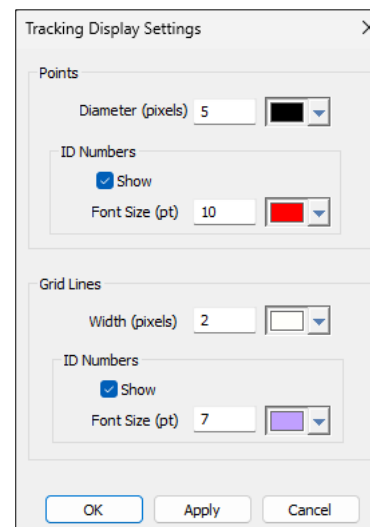 Tracking Display Settings
Points
Diameter (pixels) 5
ID Numbers
Show
Font Size (pt) 10
Grid Lines
Width (pixels) 2
ID Numbers
Show
Font Size (pt) 7
OK Apply Cancel